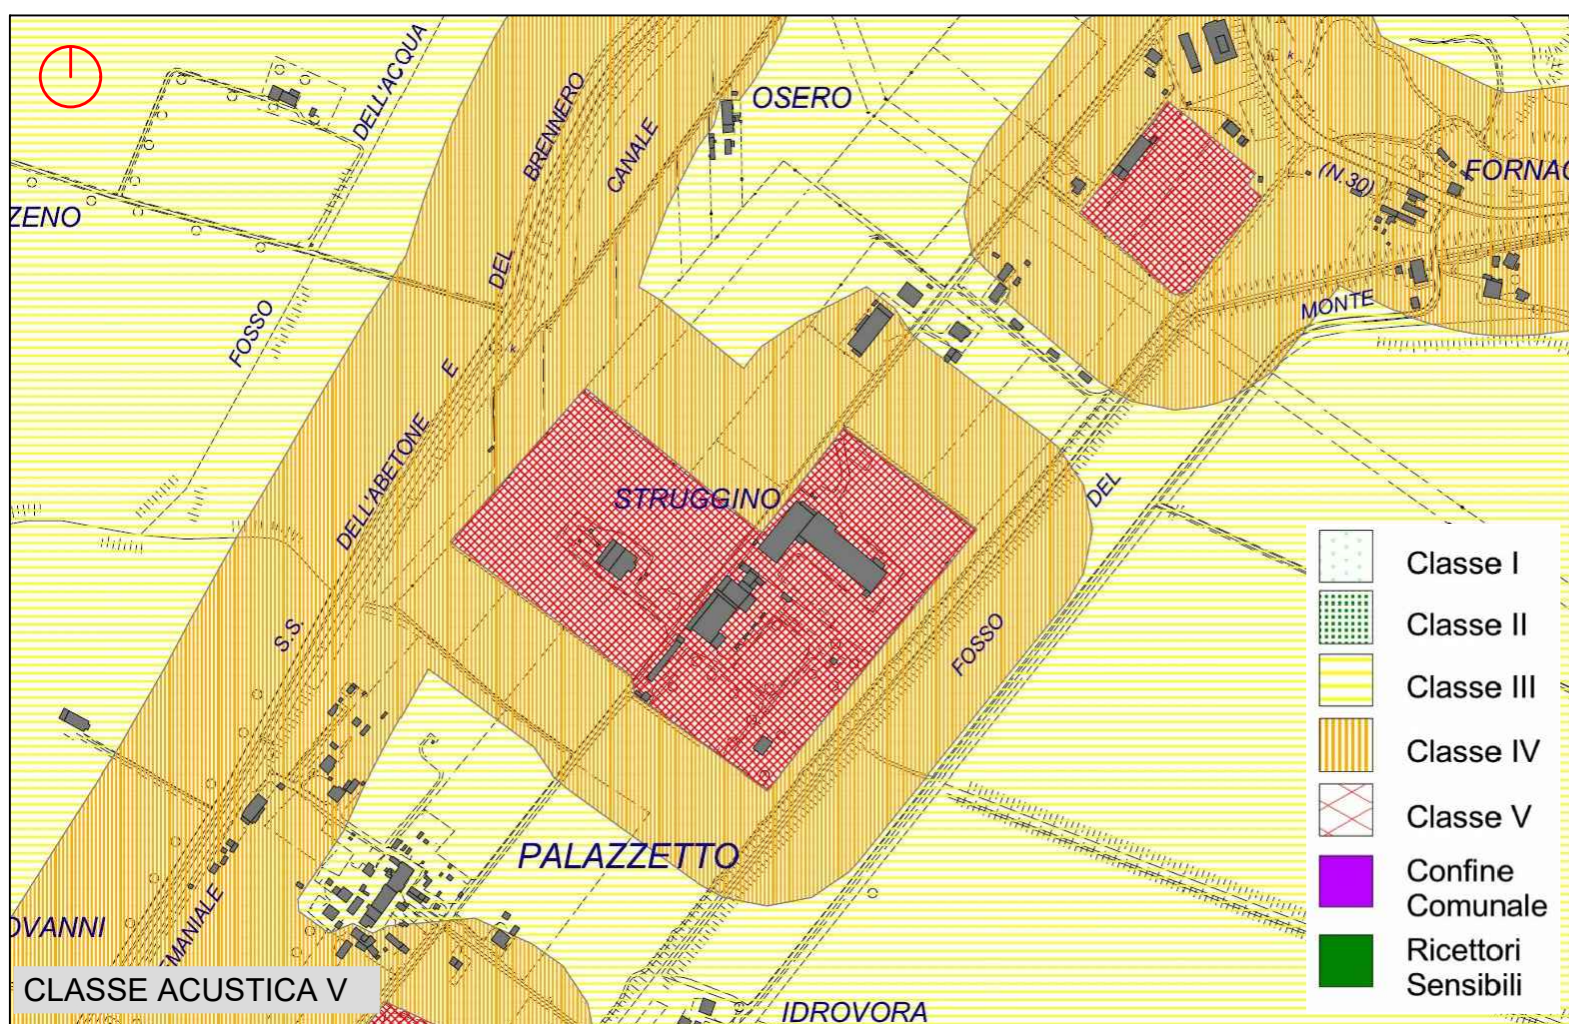 DELL'ACQUA
BRENNERO
OSERO
CANALE
(N.30)
FORNAC
ZENO
DEL
k
k
FOSSO
MONTE
E
DELL'ABETONE
STRUGGINO
DEL
S.S.
FOSSO
PALAZZETTO
OVANNI
EMANIALE
IDROVORA
CLASSE ACUSTICA V
Classe I
Classe II
Classe III
Classe IV
Classe V
Confine
Comunale
Ricettori
Sensibili